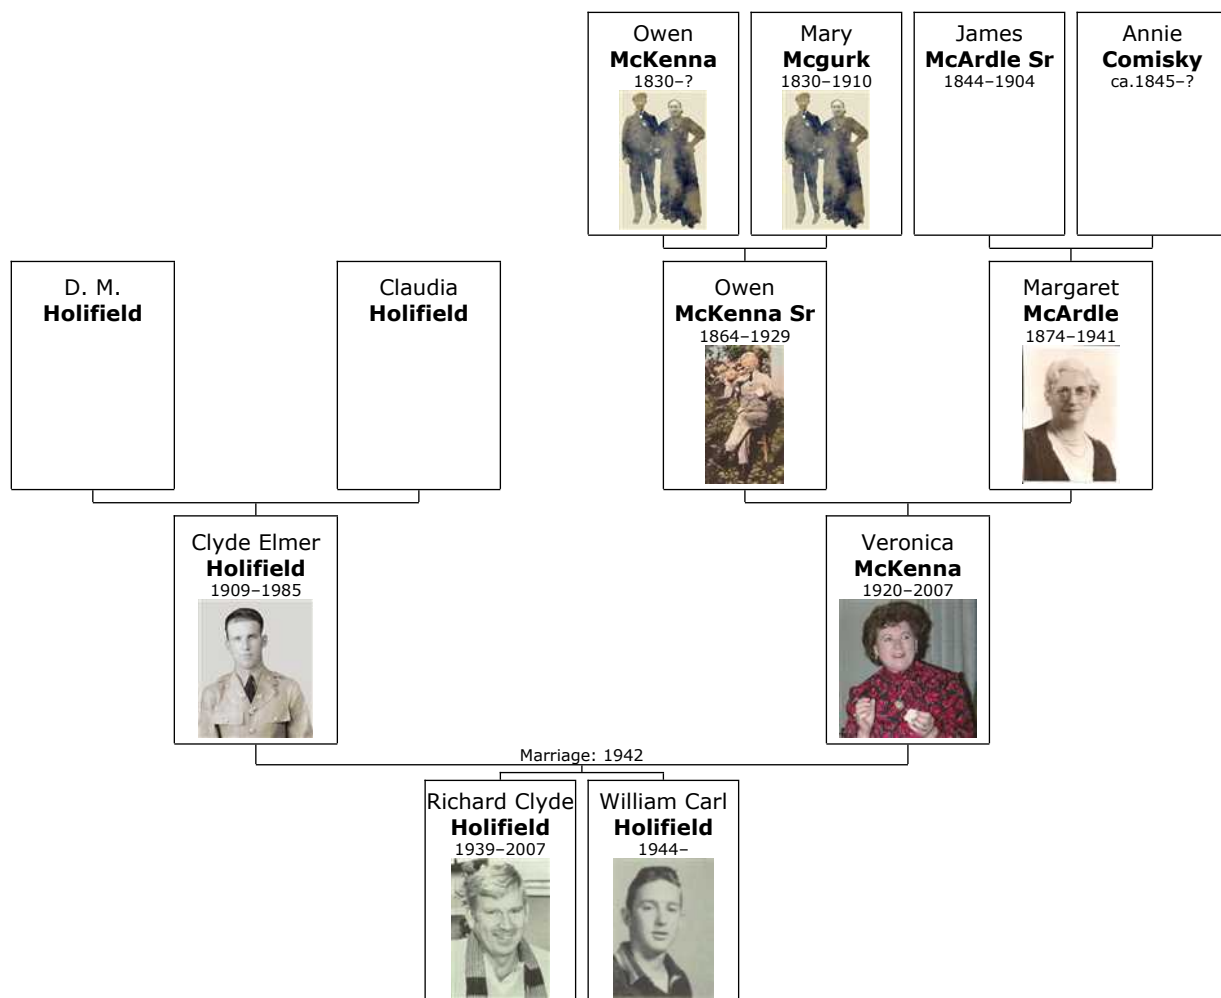 Owen
McKenna
1830–?
Mary
Mcgurk
1830–1910
James
McArdle Sr
1844–1904
Annie
Comisky
ca.1845–?
D. M.
Holifield
Claudia
Holifield
Owen
McKenna Sr
1864–1929
Margaret
McArdle
1874–1941
Clyde Elmer
Holifield
1909–1985
Veronica
McKenna
1920–2007
Marriage: 1942
Richard Clyde
Holifield
1939–2007
William Carl
Holifield
1944–